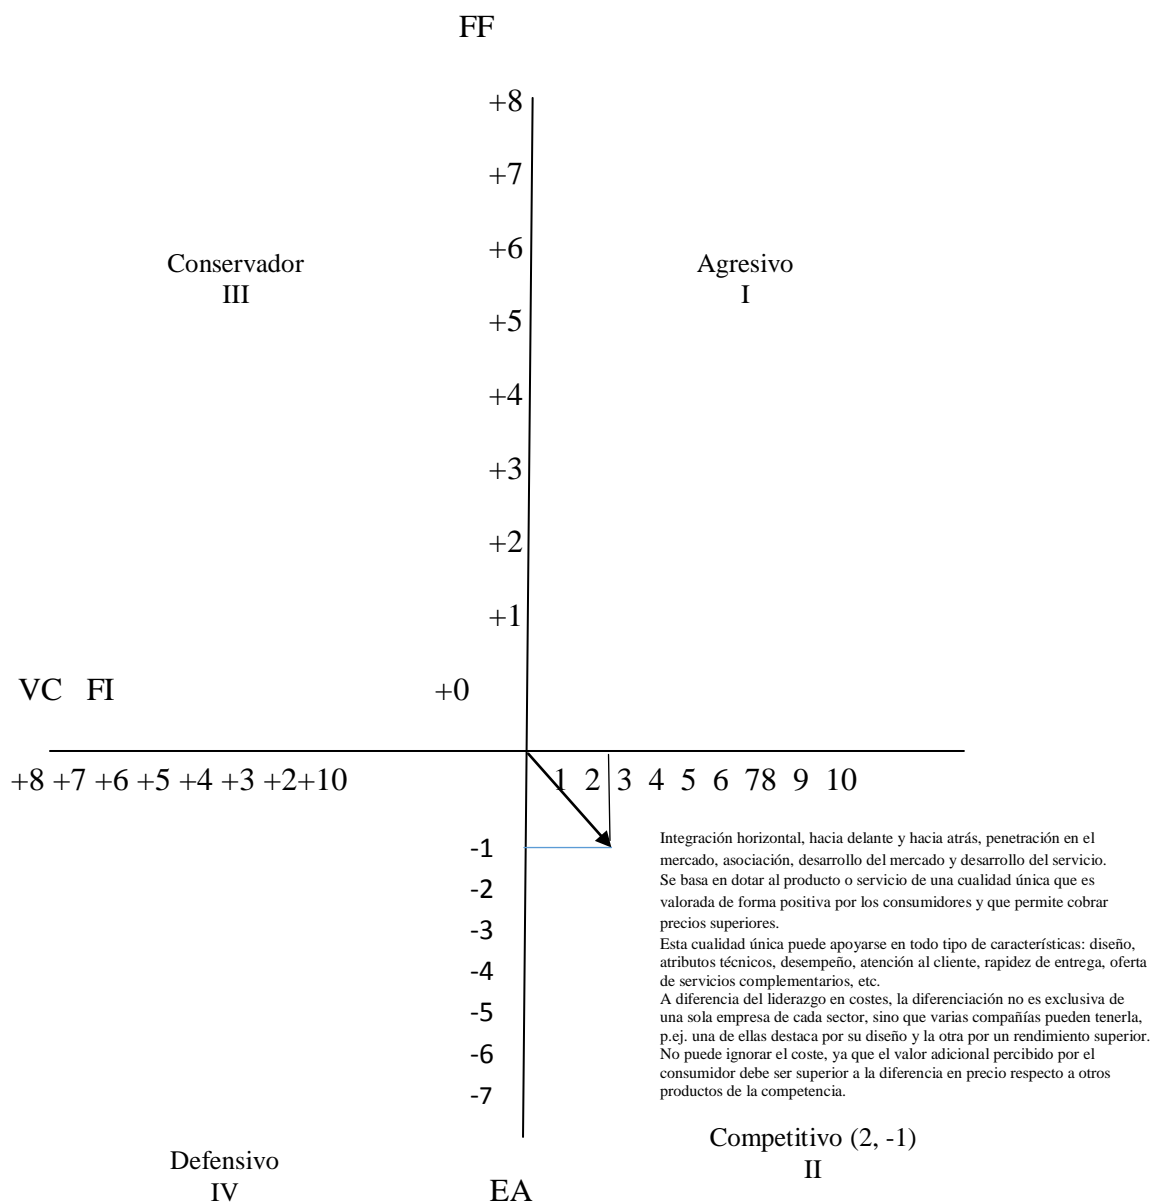 FF
+8
+7
+6
Conservador
III
Agresivo
I
+5
+4
+3
+2
+1
VC FI
+0
+8 +7 +6 +5 +4 +3 +2+10
1 2 3 4 5 6 78 9 10
-1
-2
-3
-4
-5
-6
-7
Integración horizontal, hacia delante y hacia atrás, penetración en el
mercado, asociación, desarrollo del mercado y desarrollo del servicio.
Se basa en dotar al producto o servicio de una cualidad única que es
valorada de forma positiva por los consumidores y que permite cobrar
precios superiores.
Esta cualidad única puede apoyarse en todo tipo de características: diseño,
atributos técnicos, desempeño, atención al cliente, rapidez de entrega, oferta
de servicios complementarios, etc.
A diferencia del liderazgo en costes, la diferenciación no es exclusiva de
una sola empresa de cada sector, sino que varias compañías pueden tenerla,
p.ej. una de ellas destaca por su diseño y la otra por un rendimiento superior.
No puede ignorar el coste, ya que el valor adicional percibido por el
consumidor debe ser superior a la diferencia en precio respecto a otros
productos de la competencia.
Competitivo (2, -1)
II
Defensivo
IV
EA